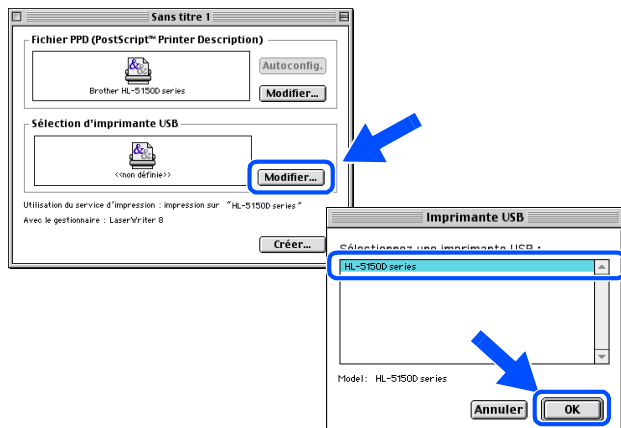 Sans titre 1
Fichier PPD (PostScript™ Printer Description)
Autoconfig.
Brother HL-5150D series
Modifier...
Sélection d'imprimante USB
<<non définie>>
Modifier...
Utilisation du service d'impression : impression sur "HL-5150D series"
Avec le gestionnaire : LaserWriter 8
Créer...
Imprimante USB
Sélectionnez une imprimante USB :
HL-5150D series
Model: HL-5150D series
Annuler
OK